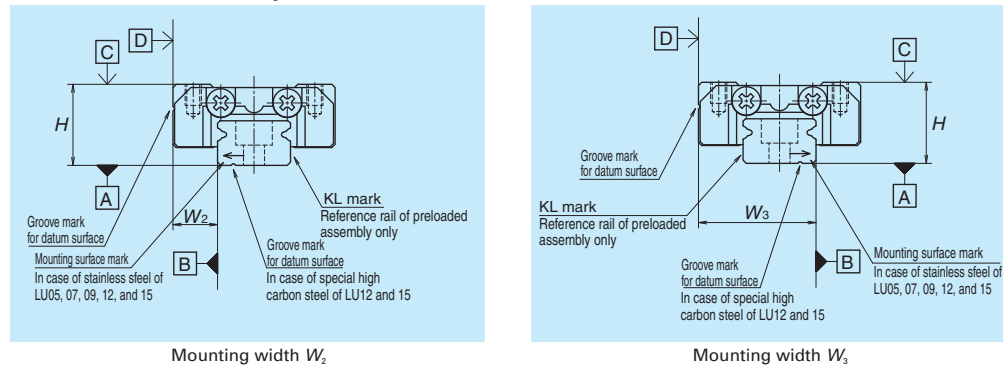 D
C
H
A
Groove mark
for datum surface
W2
Mounting surface mark
In case of stainless sfeel of
LU05, 07, 09, 12, and 15
B
KL mark
Reference rail of preloaded
assembly only
Groove mark
for datum surface
In case of special high
carbon steel of LU12 and 15
Mounting width W2
D
C
H
Groove mark
for datum surface
A
KL mark
Reference rail of preloaded
assembly only
W3
B
Groove mark
for datum surface
In case of special high
carbon steel of LU12 and 15
Mounting surface mark
In case of stainless sfeel of
LU05, 07, 09, 12, and 15
Mounting width W3